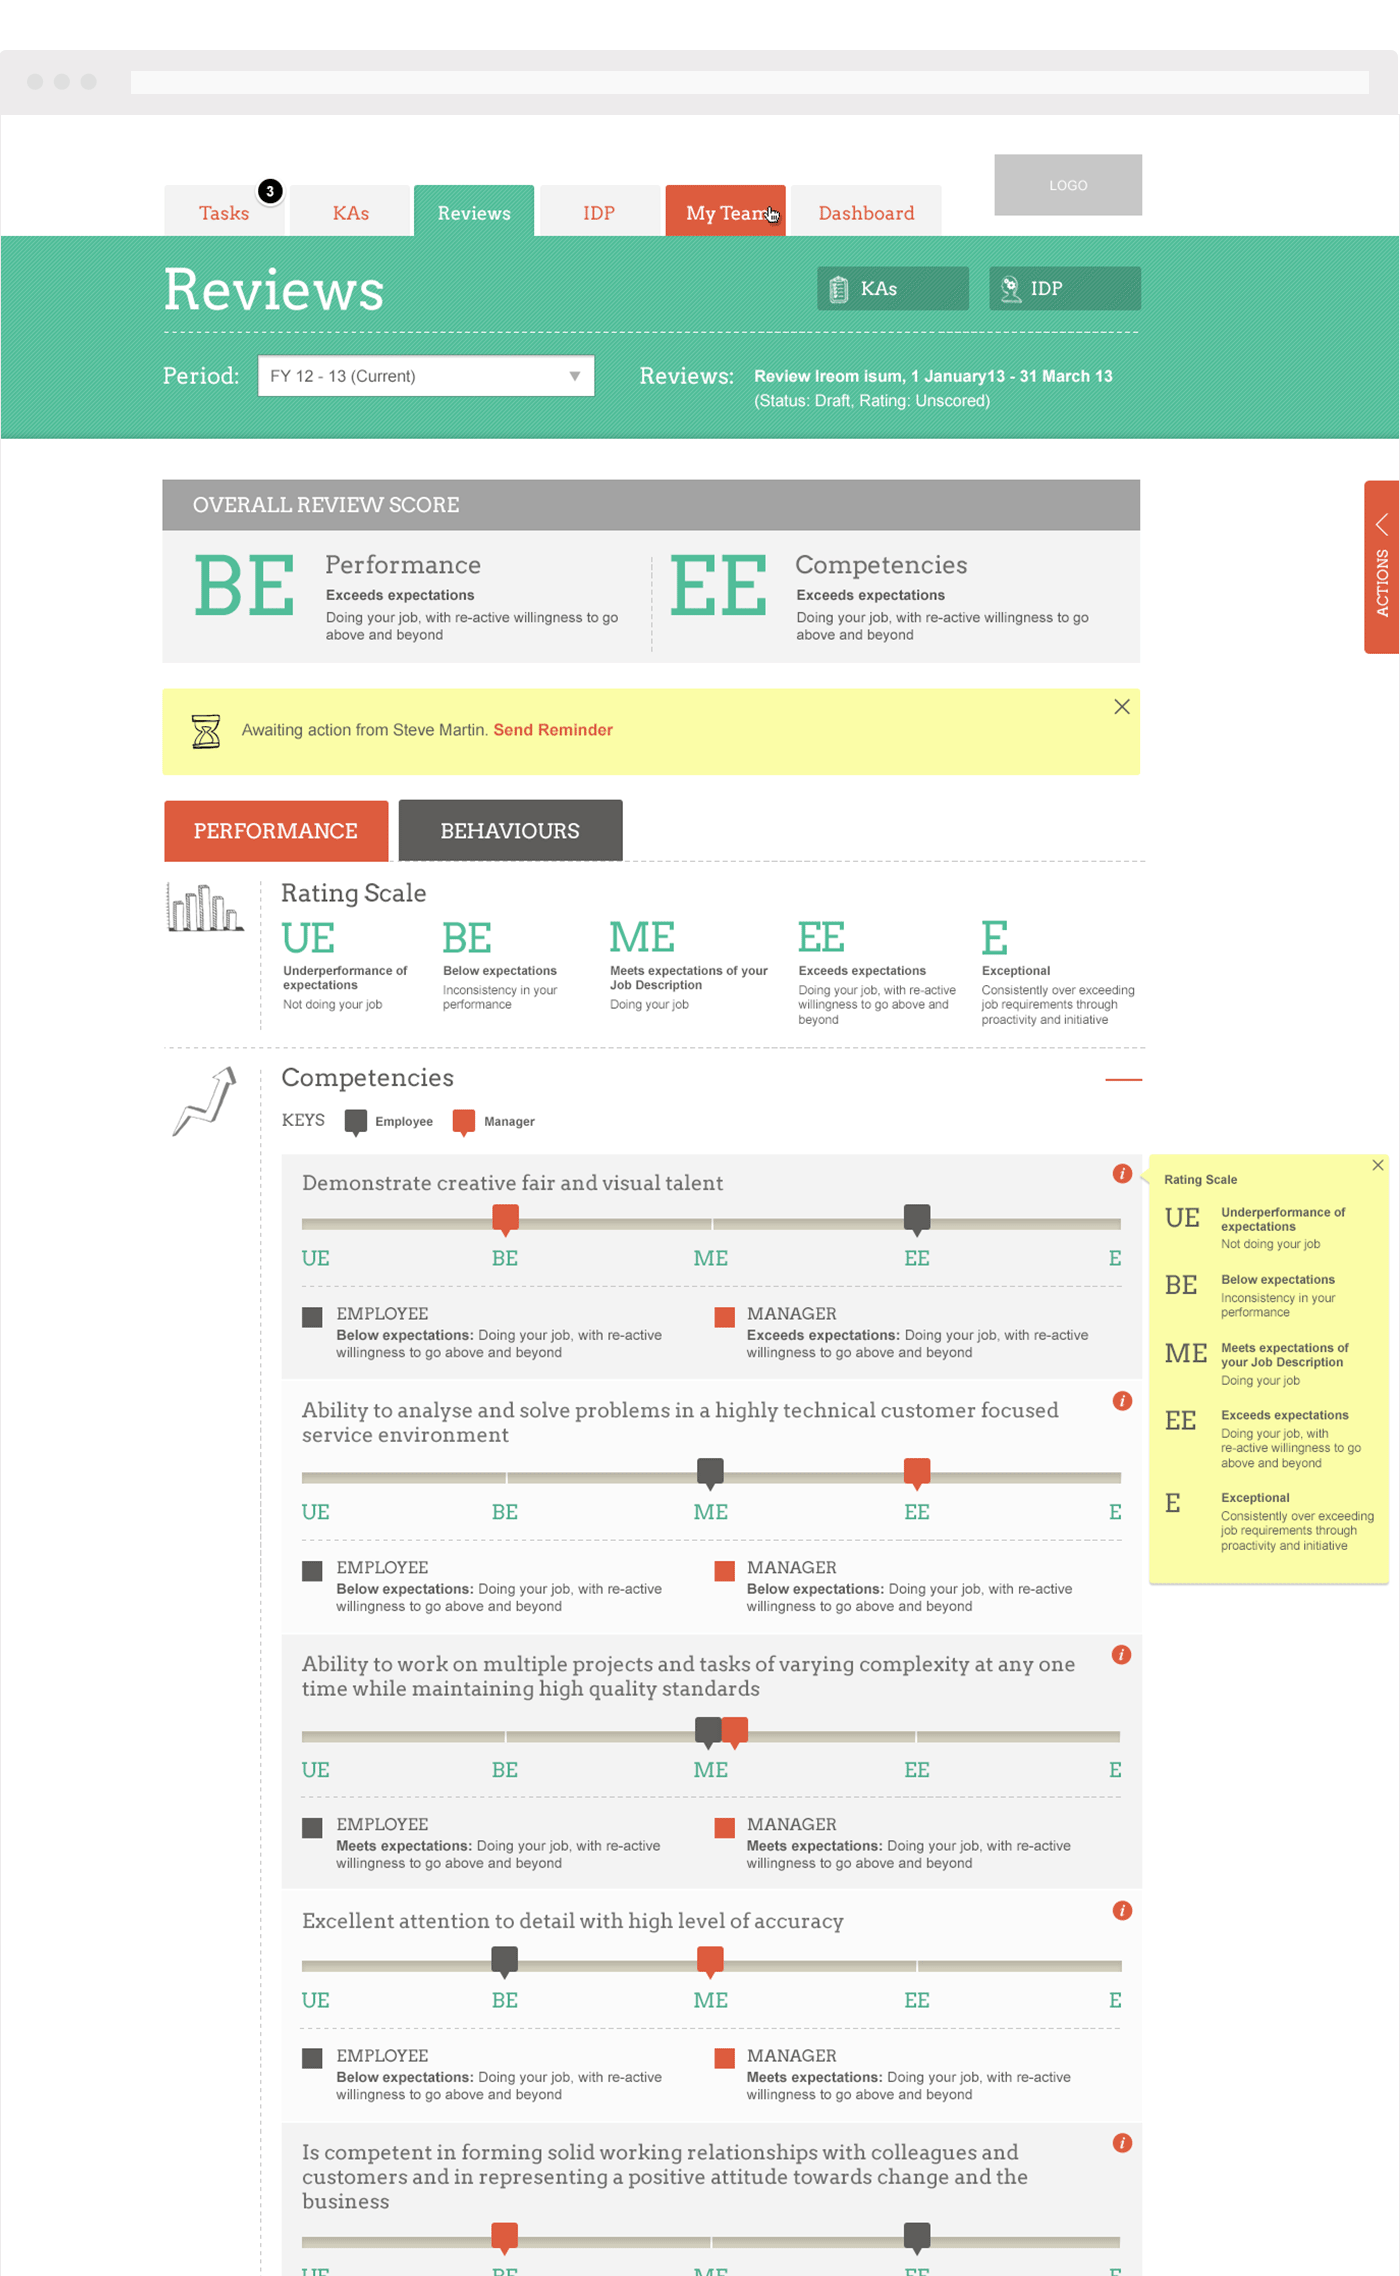 LOGO
3
Tasks
KAs
Reviews
IDP
My Team
Dashboard
Reviews
KAs
IDP
Period:
FY 12 - 13 (Current)
Reviews:
Review Ireom isum, 1 January13 - 31 March 13
(Status: Draft, Rating: Unscored)
OVERALL REVIEW SCORE
BE
Performance
Exceeds expectations
Doing your job, with re-active willingness to go
above and beyond
EE
Competencies
Exceeds expectations
Doing your job, with re-active willingness to go
above and beyond
ACTIONS
Awaiting action from Steve Martin. Send Reminder
PERFORMANCE
BEHAVIOURS
Rating Scale
UE
Underperformance of
expectations
Not doing your job
BE
Below expectations
Inconsistency in your
performance
ME
Meets expectations of your
Job Description
Doing your job
EE
Exceeds expectations
Doing your job, with re-active
willingness to go above and
beyond
E
Exceptional
Consistently over exceeding
job requirements through
proactivity and initiative
Competencies
KEYS
Employee
Manager
Demonstrate creative fair and visual talent
i
UE BE ME EE E
EMPLOYEE
Below expectations: Doing your job, with re-active
willingness to go above and beyond
MANAGER
Exceeds expectations: Doing your job, with re-active
willingness to go above and beyond
Rating Scale
UE
Underperformance of
expectations
Not doing your job
BE
Below expectations
Inconsistency in your
performance
ME
Meets expectations of
your Job Description
Doing your job
EE
Exceeds expectations
Doing your job, with
re-active willingness to go
above and beyond
E
Exceptional
Consistently over exceeding
job requirements through
proactivity and initiative
Ability to analyse and solve problems in a highly technical customer focused
service environment
i
UE BE ME EE E
EMPLOYEE
Below expectations: Doing your job, with re-active
willingness to go above and beyond
MANAGER
Below expectations: Doing your job, with re-active
willingness to go above and beyond
Ability to work on multiple projects and tasks of varying complexity at any one
time while maintaining high quality standards
i
UE BE ME EE E
EMPLOYEE
Meets expectations: Doing your job, with re-active
willingness to go above and beyond
MANAGER
Meets expectations: Doing your job, with re-active
willingness to go above and beyond
Excellent attention to detail with high level of accuracy
i
UE BE ME EE E
EMPLOYEE
Below expectations: Doing your job, with re-active
willingness to go above and beyond
MANAGER
Meets expectations: Doing your job, with re-active
willingness to go above and beyond
Is competent in forming solid working relationships with colleagues and
customers and in representing a positive attitude towards change and the
business
i
UE BE ME EE E